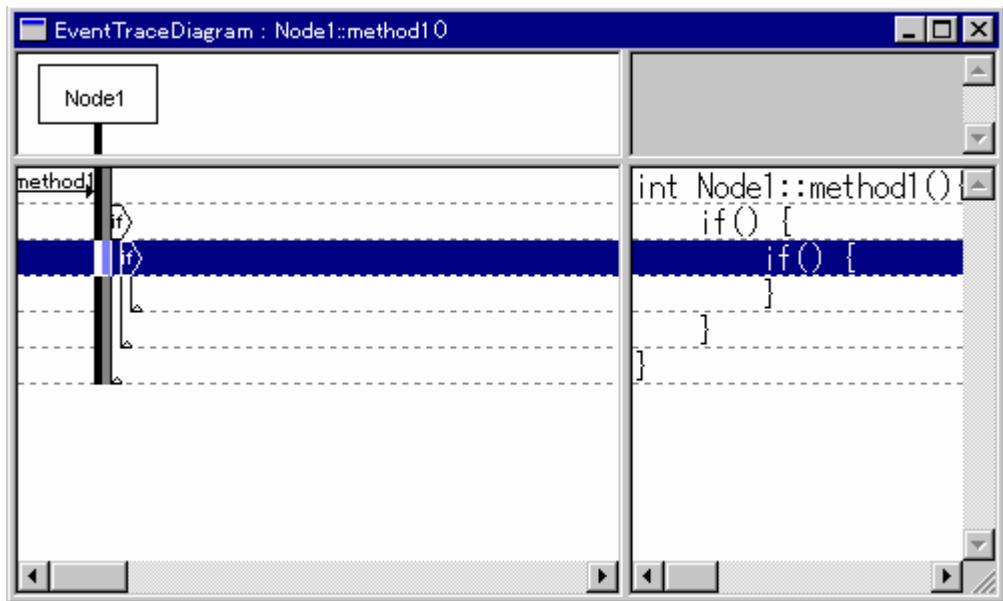 EventTraceDiagram : Node1::method1()
Node1
method1
if
if
int Node1::method1(){
if() {
if() {
}
}
}